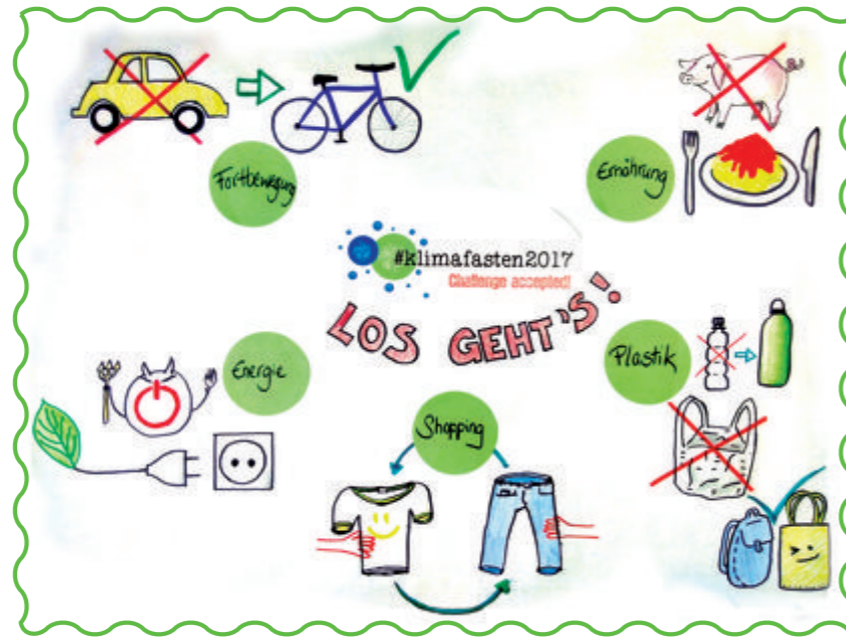 Fortbewegung
Ernährung
#klimafasten2017
Challenge accepted!
LOS GEHT'S!
Energie
Plastik
Shopping